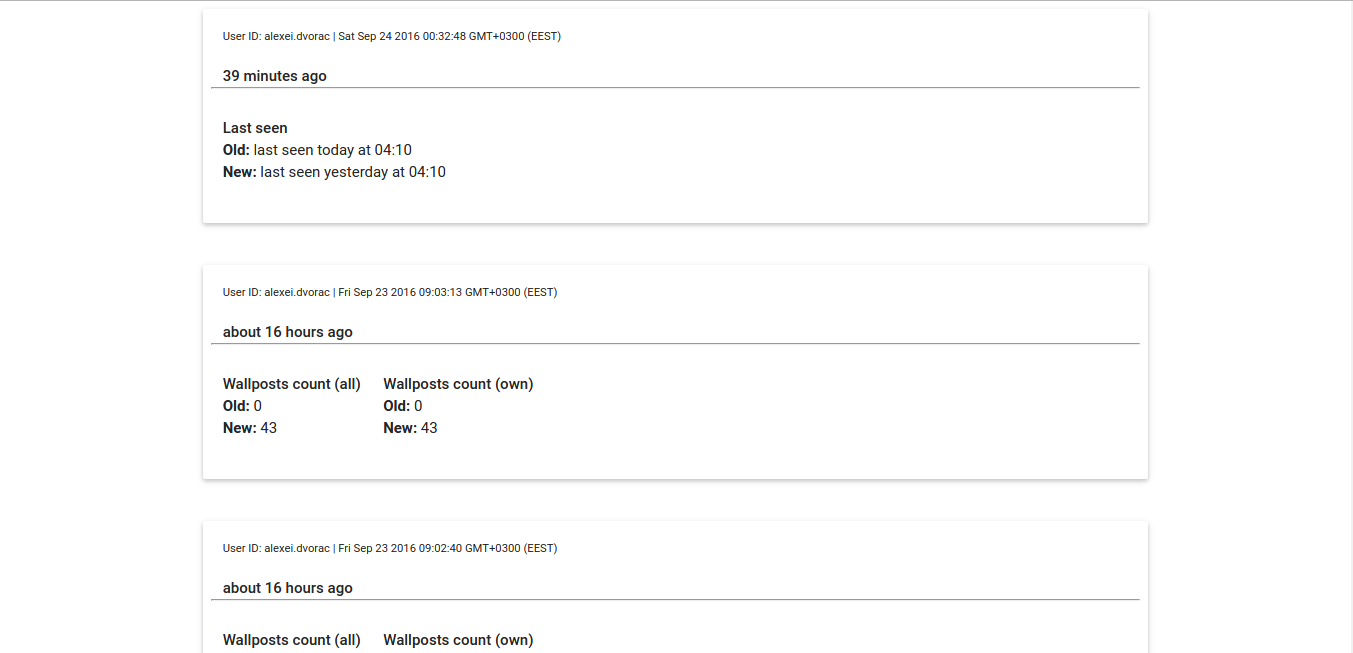 User ID: alexei.dvorac | Sat Sep 24 2016 00:32:48 GMT+0300 (EEST)
39 minutes ago
Last seen
Old: last seen today at 04:10
New: last seen yesterday at 04:10
User ID: alexei.dvorac | Fri Sep 23 2016 09:03:13 GMT+0300 (EEST)
about 16 hours ago
Wallposts count (all) Wallposts count (own)
Old: 0 Old: 0
New: 43 New: 43
User ID: alexei.dvorac | Fri Sep 23 2016 09:02:40 GMT+0300 (EEST)
about 16 hours ago
Wallposts count (all) Wallposts count (own)